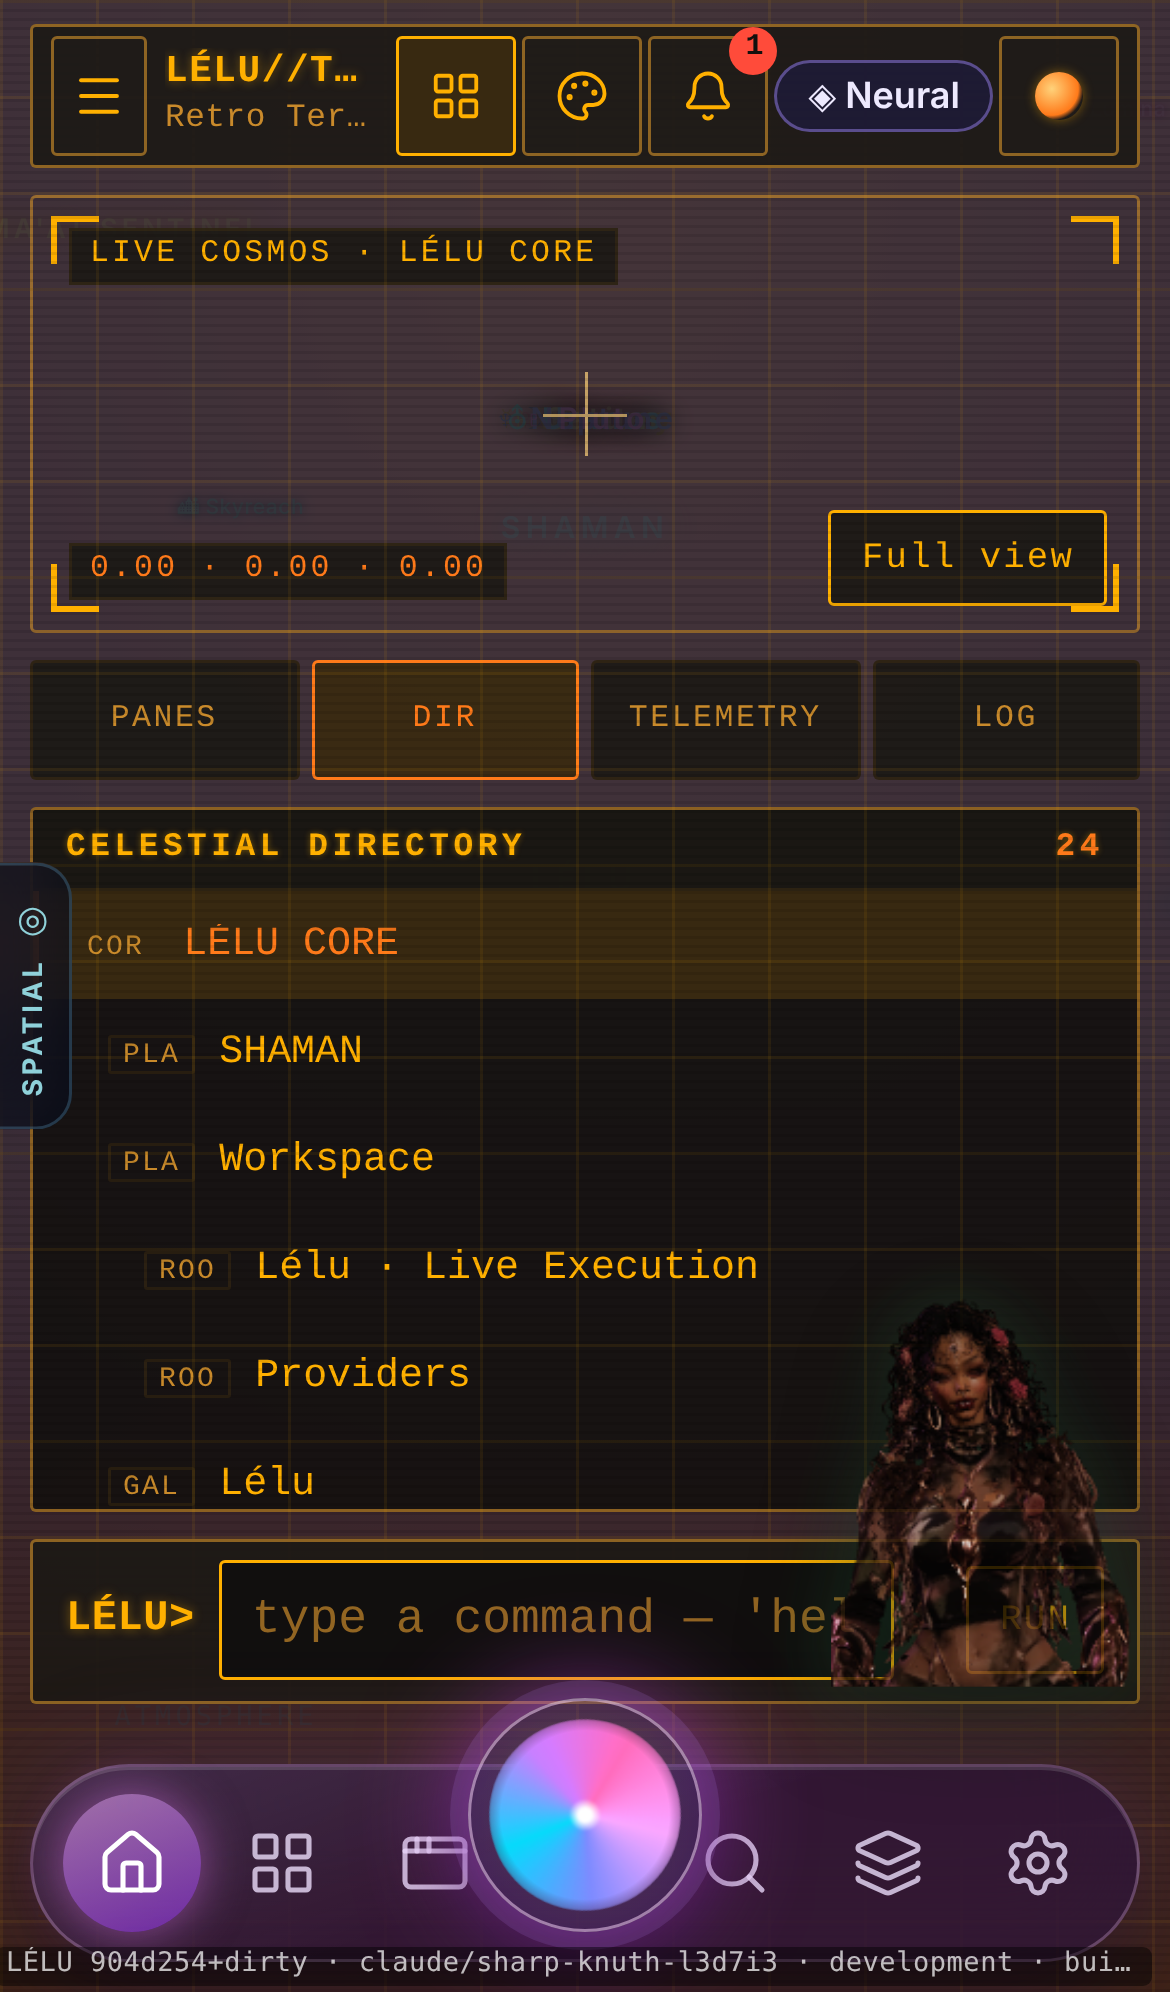 LÉLU//T…
Retro Ter…
1
◈ Neural
LIVE COSMOS · LÉLU CORE
SHAMAN
0.00 · 0.00 · 0.00
Full view
PANES
DIR
TELEMETRY
LOG
CELESTIAL DIRECTORY
24
SPATIAL ◎
COR LÉLU CORE
PLA SHAMAN
PLA Workspace
ROO Lélu · Live Execution
ROO Providers
GAL Lélu
LÉLU>
type a command — 'hel
RUN
LÉLU 904d254+dirty · claude/sharp-knuth-l3d7i3 · development · bui…